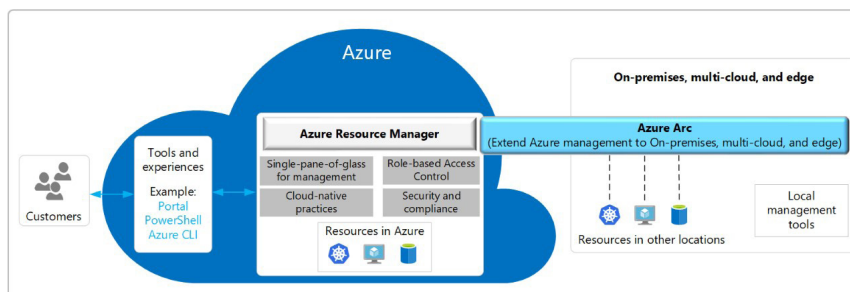 Azure
On-premises, multi-cloud, and edge
Azure Resource Manager
Azure Arc
(Extend Azure management to On-premises, multi-cloud, and edge)
Tools and
experiences
Example:
Portal
PowerShell
Azure CLI
Single-pane-of-glass
for management
Role-based Access
Control
Cloud-native
practices
Security and
compliance
Customers
Resources in Azure
Resources in other locations
Local
management
tools